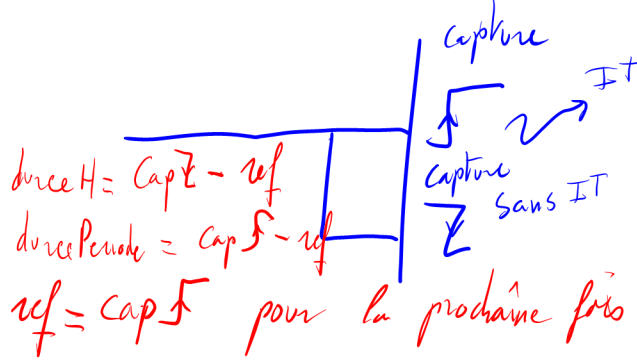 capture
IT
capture
sans IT
dureeH = Cap↓ - ref
dureePeriode = cap↑ - ref
ref = cap↑ pour la prochaine fois